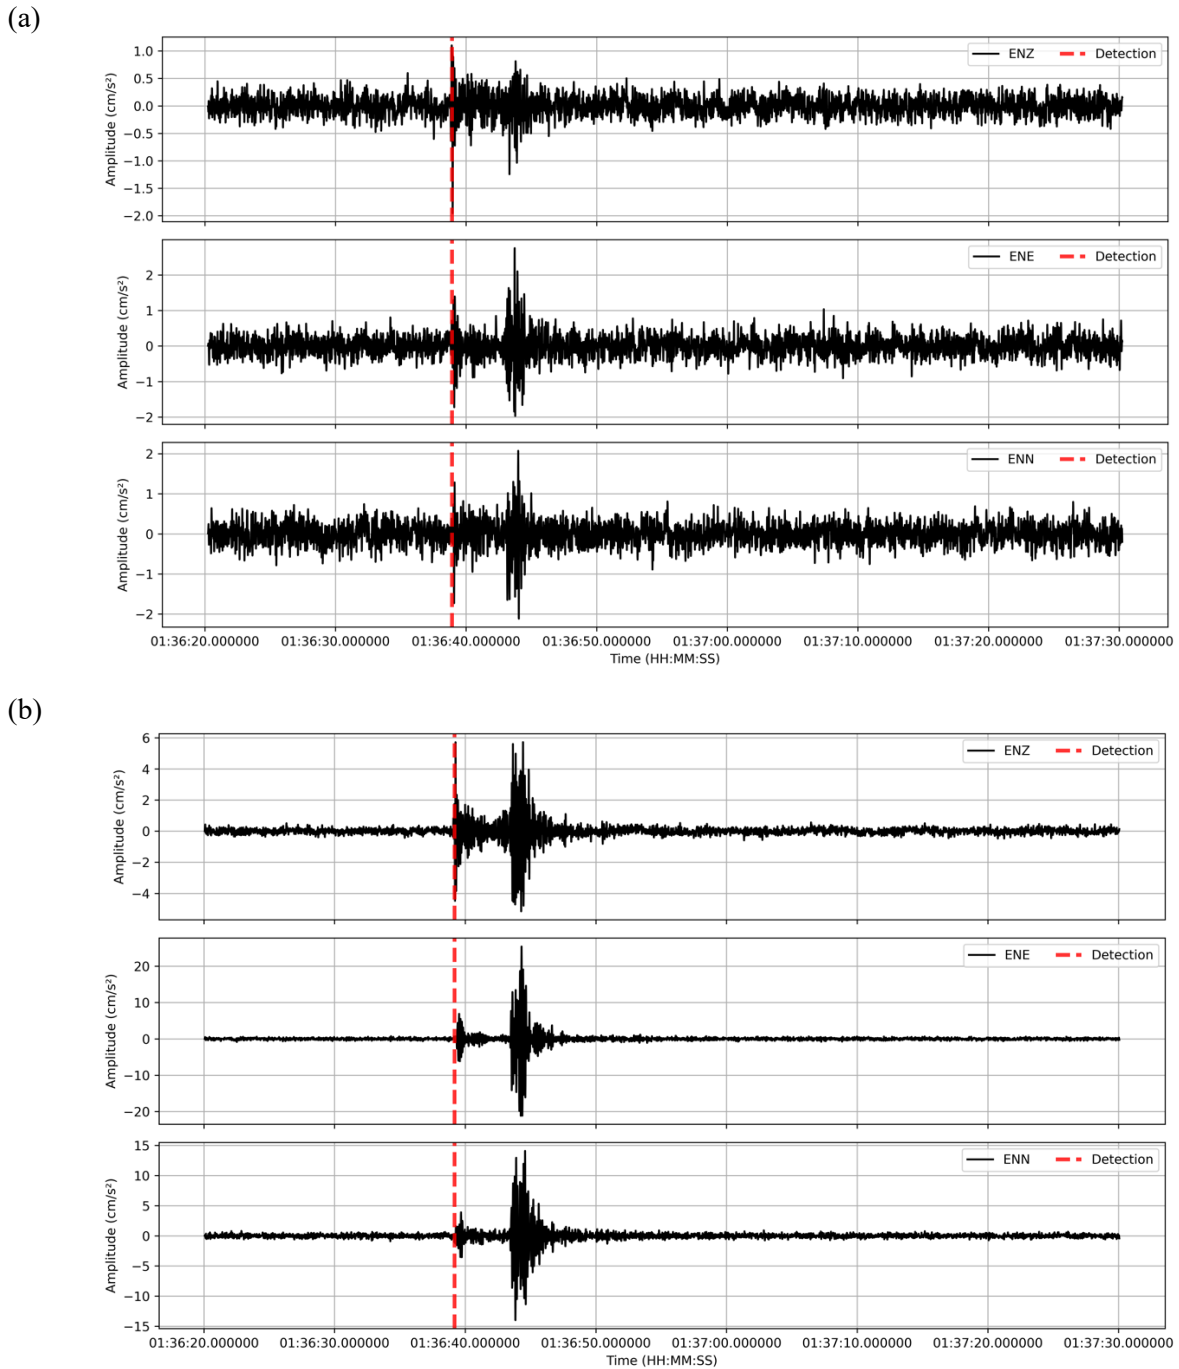 (a)
ENZ Detection
Amplitude (cm/s²)
1.0
0.5
0.0
−0.5
−1.0
−1.5
−2.0
ENE Detection
Amplitude (cm/s²)
2
1
0
−1
−2
ENN Detection
Amplitude (cm/s²)
2
1
0
−1
−2
01:36:20.000000 01:36:30.000000 01:36:40.000000 01:36:50.000000 01:37:00.000000 01:37:10.000000 01:37:20.000000 01:37:30.000000
Time (HH:MM:SS)
(b)
ENZ Detection
Amplitude (cm/s²)
6
4
2
0
−2
−4
ENE Detection
Amplitude (cm/s²)
20
10
0
−10
−20
ENN Detection
Amplitude (cm/s²)
15
10
5
0
−5
−10
−15
01:36:20.000000 01:36:30.000000 01:36:40.000000 01:36:50.000000 01:37:00.000000 01:37:10.000000 01:37:20.000000 01:37:30.000000
Time (HH:MM:SS)